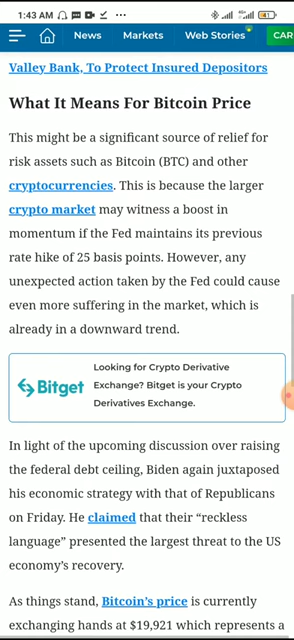 1:43 AM
News Markets Web Stories CAR
Valley Bank, To Protect Insured Depositors
What It Means For Bitcoin Price
This might be a significant source of relief for
risk assets such as Bitcoin (BTC) and other
cryptocurrencies. This is because the larger
crypto market may witness a boost in
momentum if the Fed maintains its previous
rate hike of 25 basis points. However, any
unexpected action taken by the Fed could cause
even more suffering in the market, which is
already in a downward trend.
Looking for Crypto Derivative
Bitget Exchange? Bitget is your Crypto
Derivatives Exchange.
In light of the upcoming discussion over raising
the federal debt ceiling, Biden again juxtaposed
his economic strategy with that of Republicans
on Friday. He claimed that their “reckless
language” presented the largest threat to the US
economy’s recovery.
As things stand, Bitcoin’s price is currently
exchanging hands at $19,921 which represents a